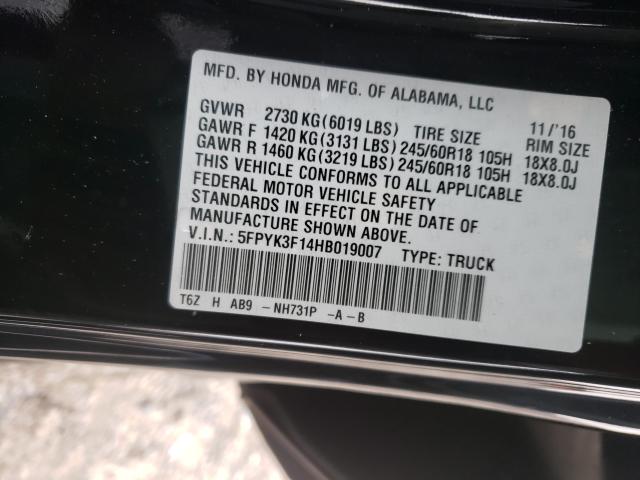 MFD. BY HONDA MFG. OF ALABAMA, LLC
GVWR 2730 KG(6019 LBS) TIRE SIZE 11/'16 RIM SIZE
GAWR F 1420 KG(3131 LBS) 245/60R18 105H 18X8.0J
GAWR R 1460 KG(3219 LBS) 245/60R18 105H 18X8.0J
THIS VEHICLE CONFORMS TO ALL APPLICABLE
FEDERAL MOTOR VEHICLE SAFETY
STANDARDS IN EFFECT ON THE DATE OF
MANUFACTURE SHOWN ABOVE.
V.I.N.: 5FPYK3F14HB019007 TYPE: TRUCK
T6Z H AB9 - NH731P -A-B